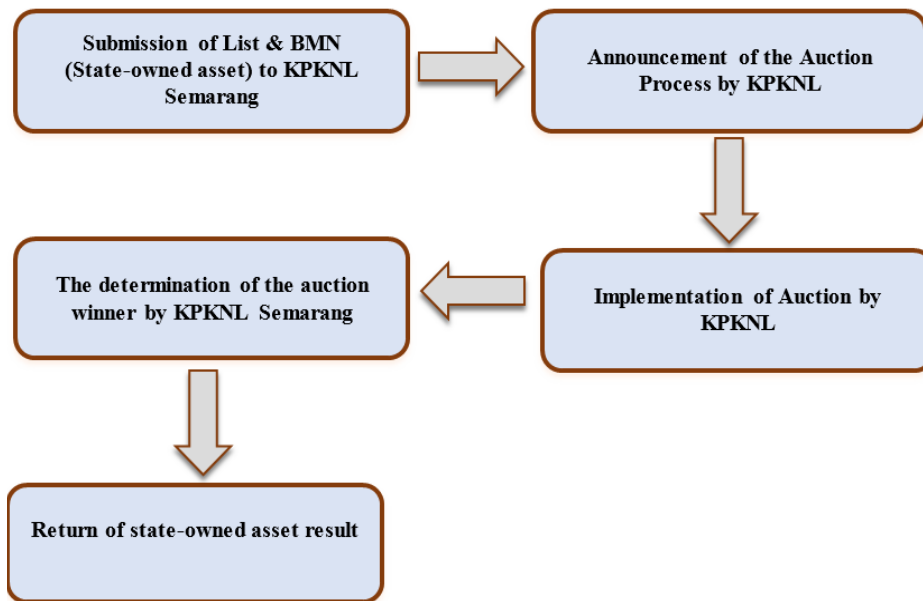 Submission of List & BMN
(State-owned asset) to KPKNL
Semarang
Announcement of the Auction
Process by KPKNL
Implementation of Auction by
KPKNL
The determination of the auction
winner by KPKNL Semarang
Return of state-owned asset result